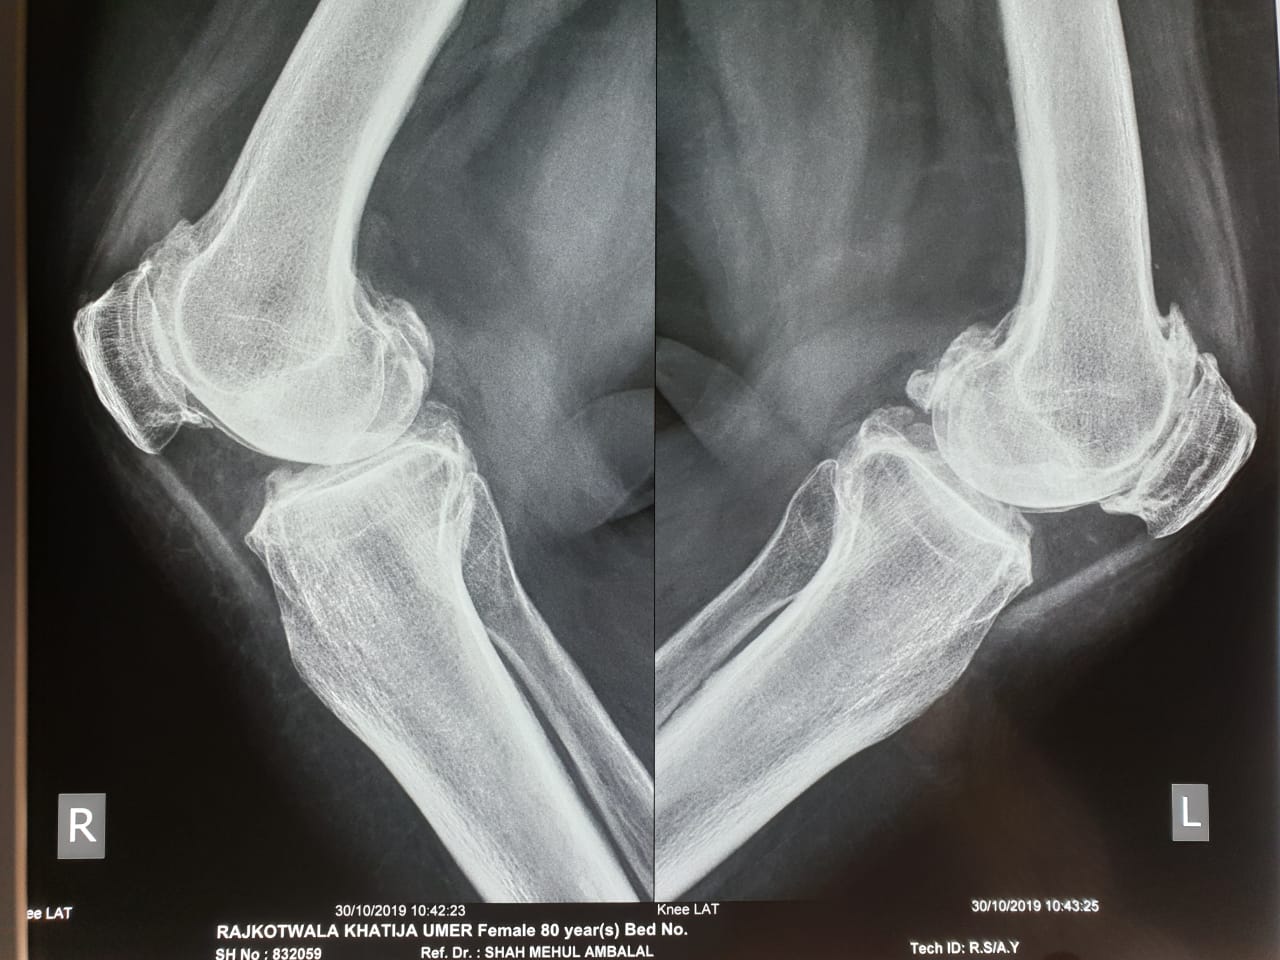 R
L
ee LAT
30/10/2019 10:42:23
Knee LAT
30/10/2019 10:43:25
RAJKOTWALA KHATIJA UMER Female 80 year(s) Bed No.
SH No : 832059
Ref. Dr. : SHAH MEHUL AMBALAL
Tech ID: R.S/A.Y